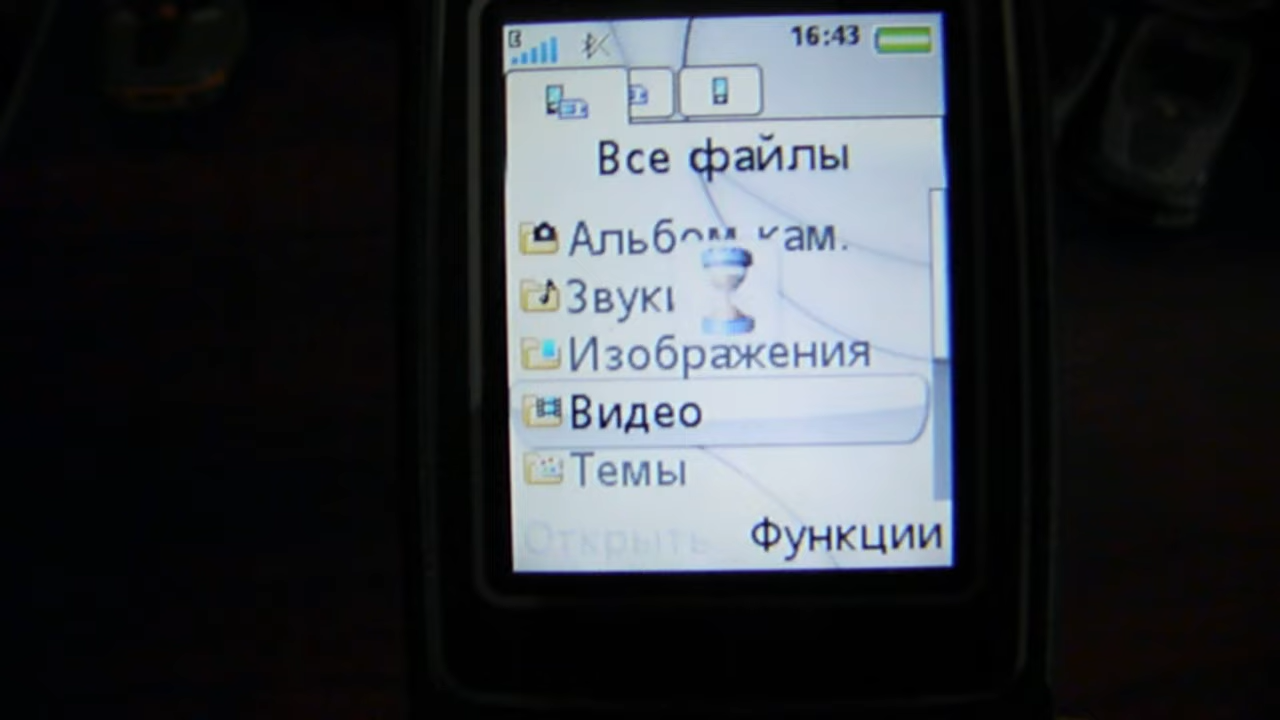 16:43
Все файлы
Альбом кам.
Звуки
Изображения
Видео
Темы
Открыть Функции